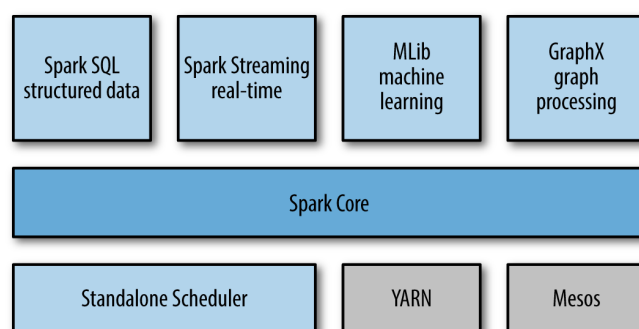 Spark SQL
structured data
Spark Streaming
real-time
MLib
machine
learning
GraphX
graph
processing
Spark Core
Standalone Scheduler
YARN
Mesos